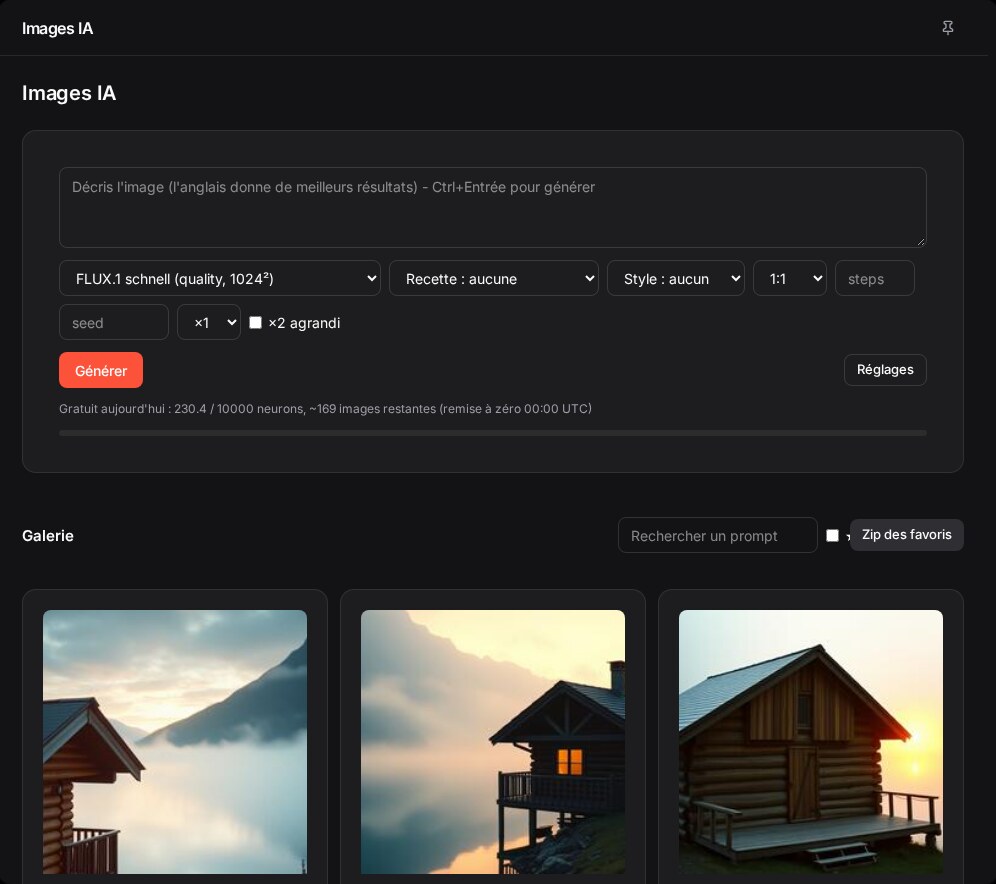 Images IA
Images IA
Décris l'image (l'anglais donne de meilleurs résultats) - Ctrl+Entrée pour générer
FLUX.1 schnell (quality, 1024²) Recette : aucune Style : aucun 1:1 steps
seed ×1 ×2 agrandi
Générer Réglages
Gratuit aujourd'hui : 230.4 / 10000 neurons, ~169 images restantes (remise à zéro 00:00 UTC)
Galerie Rechercher un prompt Zip des favoris